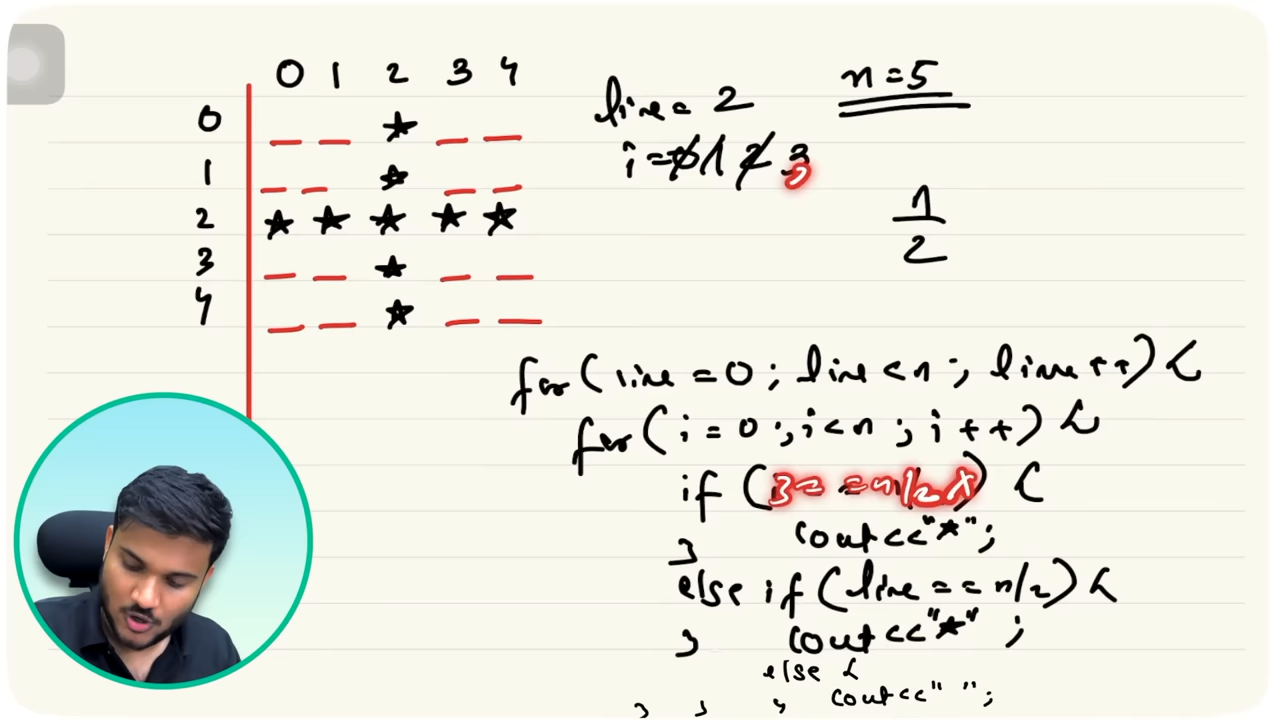 0 1 2 3 4
0 ★
1 ★
2 ★ ★ ★ ★ ★
3 ★
4 ★
line = 2
i = 0 1 2 3
n = 5
n/2
for (line = 0 ; line < n ; line ++) {
for (i = 0 ; i < n ; i ++) {
if (3 == n/2 x) {
cout << "★" ;
}
else if (line == n/2) {
cout << "★" ;
}
else {
cout << " " ;
} } }